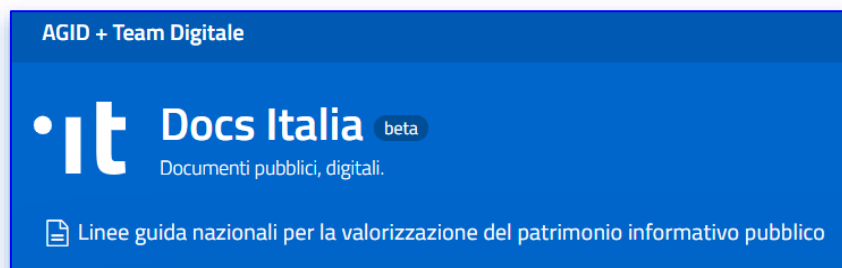 AGID + Team Digitale
·it
Docs Italia beta
Documenti pubblici, digitali.
Linee guida nazionali per la valorizzazione del patrimonio informativo pubblico